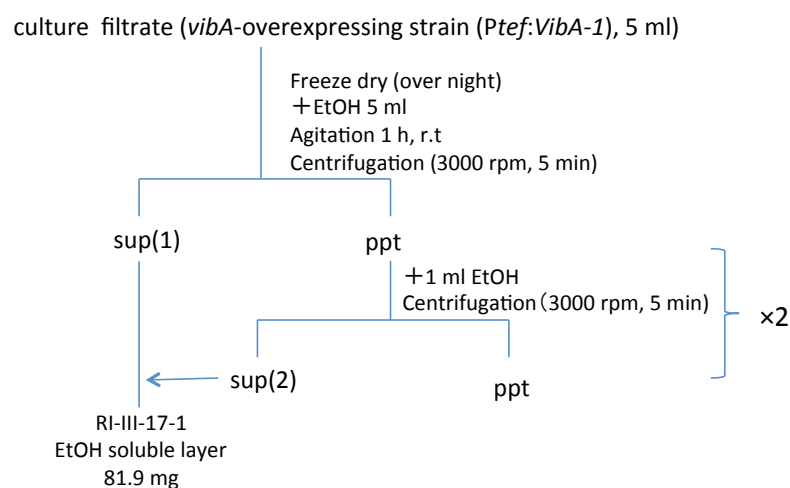 culture filtrate (vibA-overexpressing strain (Ptef:VibA-1), 5 ml)
Freeze dry (over night)
＋EtOH 5 ml
Agitation 1 h, r.t
Centrifugation (3000 rpm, 5 min)
sup(1)
ppt
＋1 ml EtOH
Centrifugation（3000 rpm, 5 min)
×2
sup(2)
ppt
RI-III-17-1
EtOH soluble layer
81.9 mg